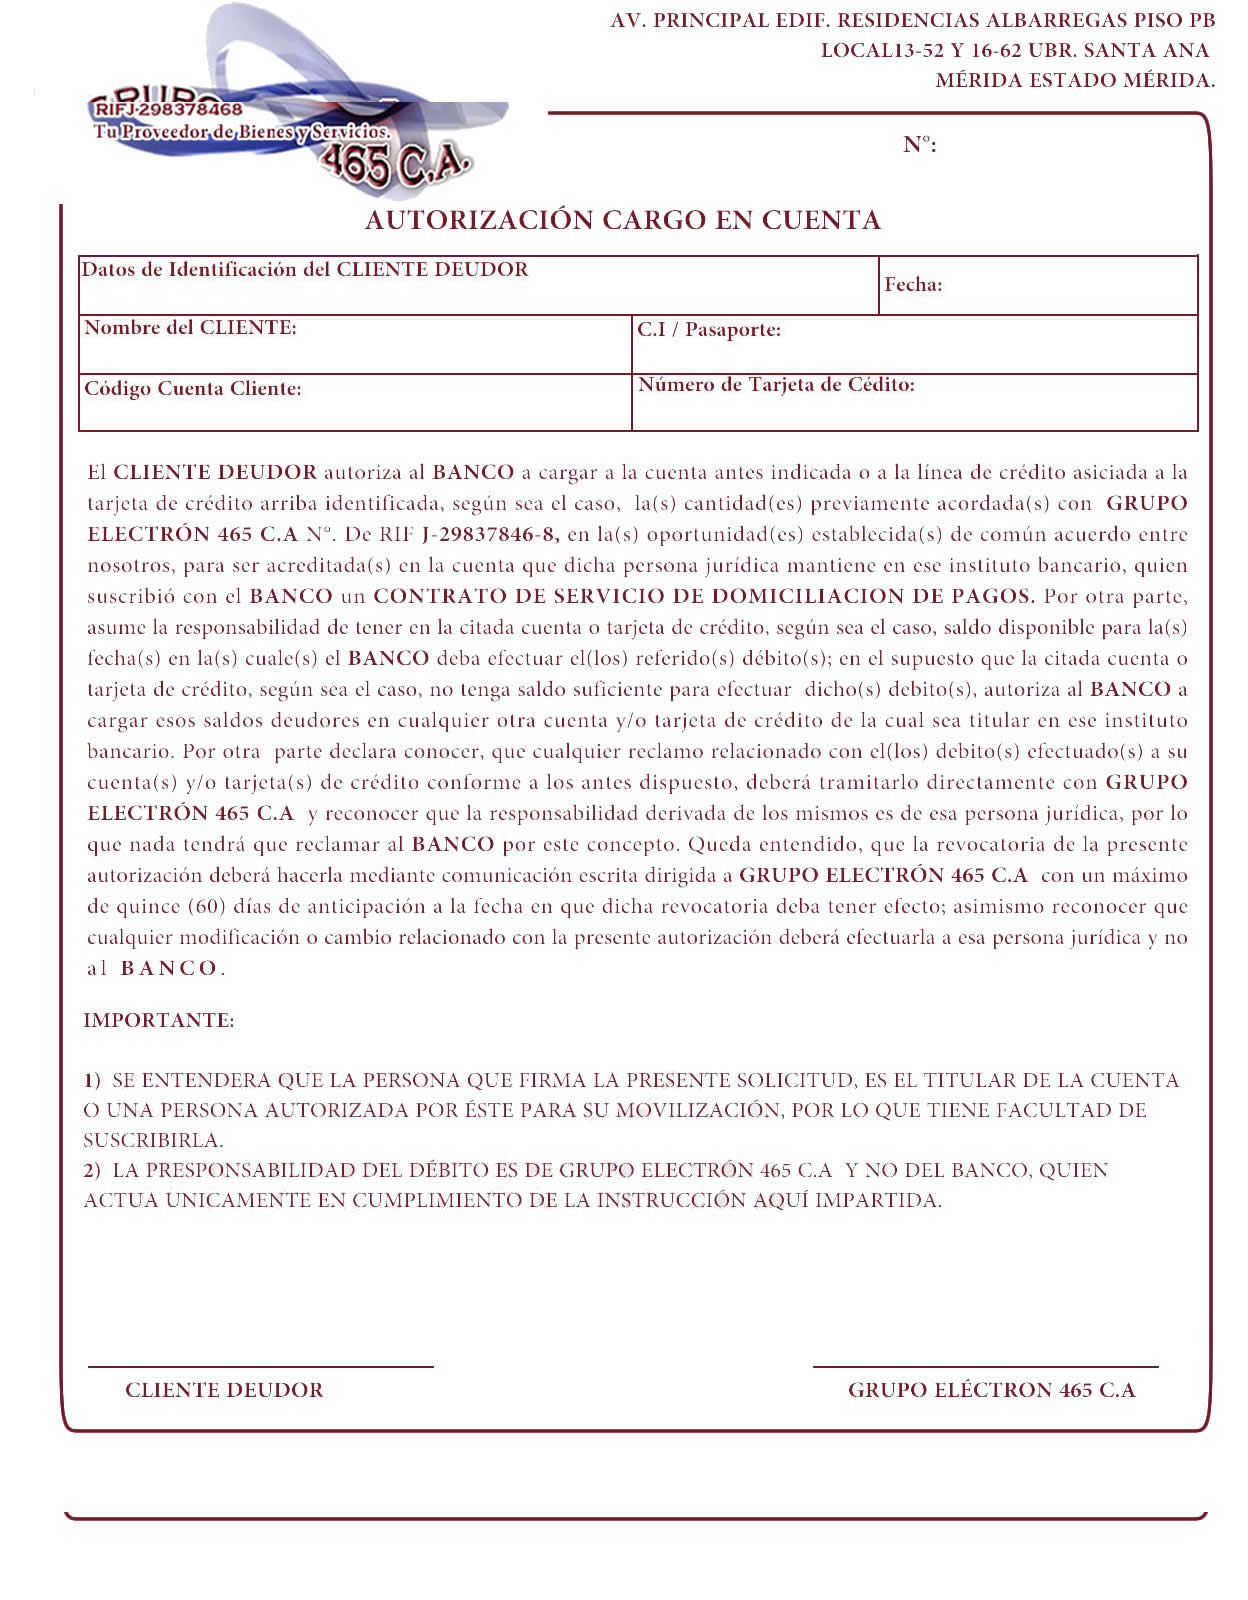 AV. PRINCIPAL EDIF. RESIDENCIAS ALBARREGAS PISO PB
LOCAL13-52 Y 16-62 UBR. SANTA ANA
MÉRIDA ESTADO MÉRIDA.
GRUPO
RIFJ-298378468
Tu Proveedor de Bienes y Servicios.
465 C.A.
N°:
AUTORIZACIÓN CARGO EN CUENTA
Datos de Identificación del CLIENTE DEUDOR
Fecha:
Nombre del CLIENTE:
C.I / Pasaporte:
Código Cuenta Cliente:
Número de Tarjeta de Cédito:
El CLIENTE DEUDOR autoriza al BANCO a cargar a la cuenta antes indicada o a la línea de crédito asiciada a la
tarjeta de crédito arriba identificada, según sea el caso, la(s) cantidad(es) previamente acordada(s) con GRUPO
ELECTRÓN 465 C.A N°. De RIF J-29837846-8, en la(s) oportunidad(es) establecida(s) de común acuerdo entre
nosotros, para ser acreditada(s) en la cuenta que dicha persona jurídica mantiene en ese instituto bancario, quien
suscribió con el BANCO un CONTRATO DE SERVICIO DE DOMICILIACION DE PAGOS. Por otra parte,
asume la responsabilidad de tener en la citada cuenta o tarjeta de crédito, según sea el caso, saldo disponible para la(s)
fecha(s) en la(s) cuale(s) el BANCO deba efectuar el(los) referido(s) débito(s); en el supuesto que la citada cuenta o
tarjeta de crédito, según sea el caso, no tenga saldo suficiente para efectuar dicho(s) debito(s), autoriza al BANCO a
cargar esos saldos deudores en cualquier otra cuenta y/o tarjeta de crédito de la cual sea titular en ese instituto
bancario. Por otra parte declara conocer, que cualquier reclamo relacionado con el(los) debito(s) efectuado(s) a su
cuenta(s) y/o tarjeta(s) de crédito conforme a los antes dispuesto, deberá tramitarlo directamente con GRUPO
ELECTRÓN 465 C.A y reconocer que la responsabilidad derivada de los mismos es de esa persona jurídica, por lo
que nada tendrá que reclamar al BANCO por este concepto. Queda entendido, que la revocatoria de la presente
autorización deberá hacerla mediante comunicación escrita dirigida a GRUPO ELECTRÓN 465 C.A con un máximo
de quince (60) días de anticipación a la fecha en que dicha revocatoria deba tener efecto; asimismo reconocer que
cualquier modificación o cambio relacionado con la presente autorización deberá efectuarla a esa persona jurídica y no
al BANCO.
IMPORTANTE:
1) SE ENTENDERA QUE LA PERSONA QUE FIRMA LA PRESENTE SOLICITUD, ES EL TITULAR DE LA CUENTA
O UNA PERSONA AUTORIZADA POR ÉSTE PARA SU MOVILIZACIÓN, POR LO QUE TIENE FACULTAD DE
SUSCRIBIRLA.
2) LA PRESPONSABILIDAD DEL DÉBITO ES DE GRUPO ELECTRÓN 465 C.A Y NO DEL BANCO, QUIEN
ACTUA UNICAMENTE EN CUMPLIMIENTO DE LA INSTRUCCIÓN AQUÍ IMPARTIDA.
CLIENTE DEUDOR
GRUPO ELÉCTRON 465 C.A